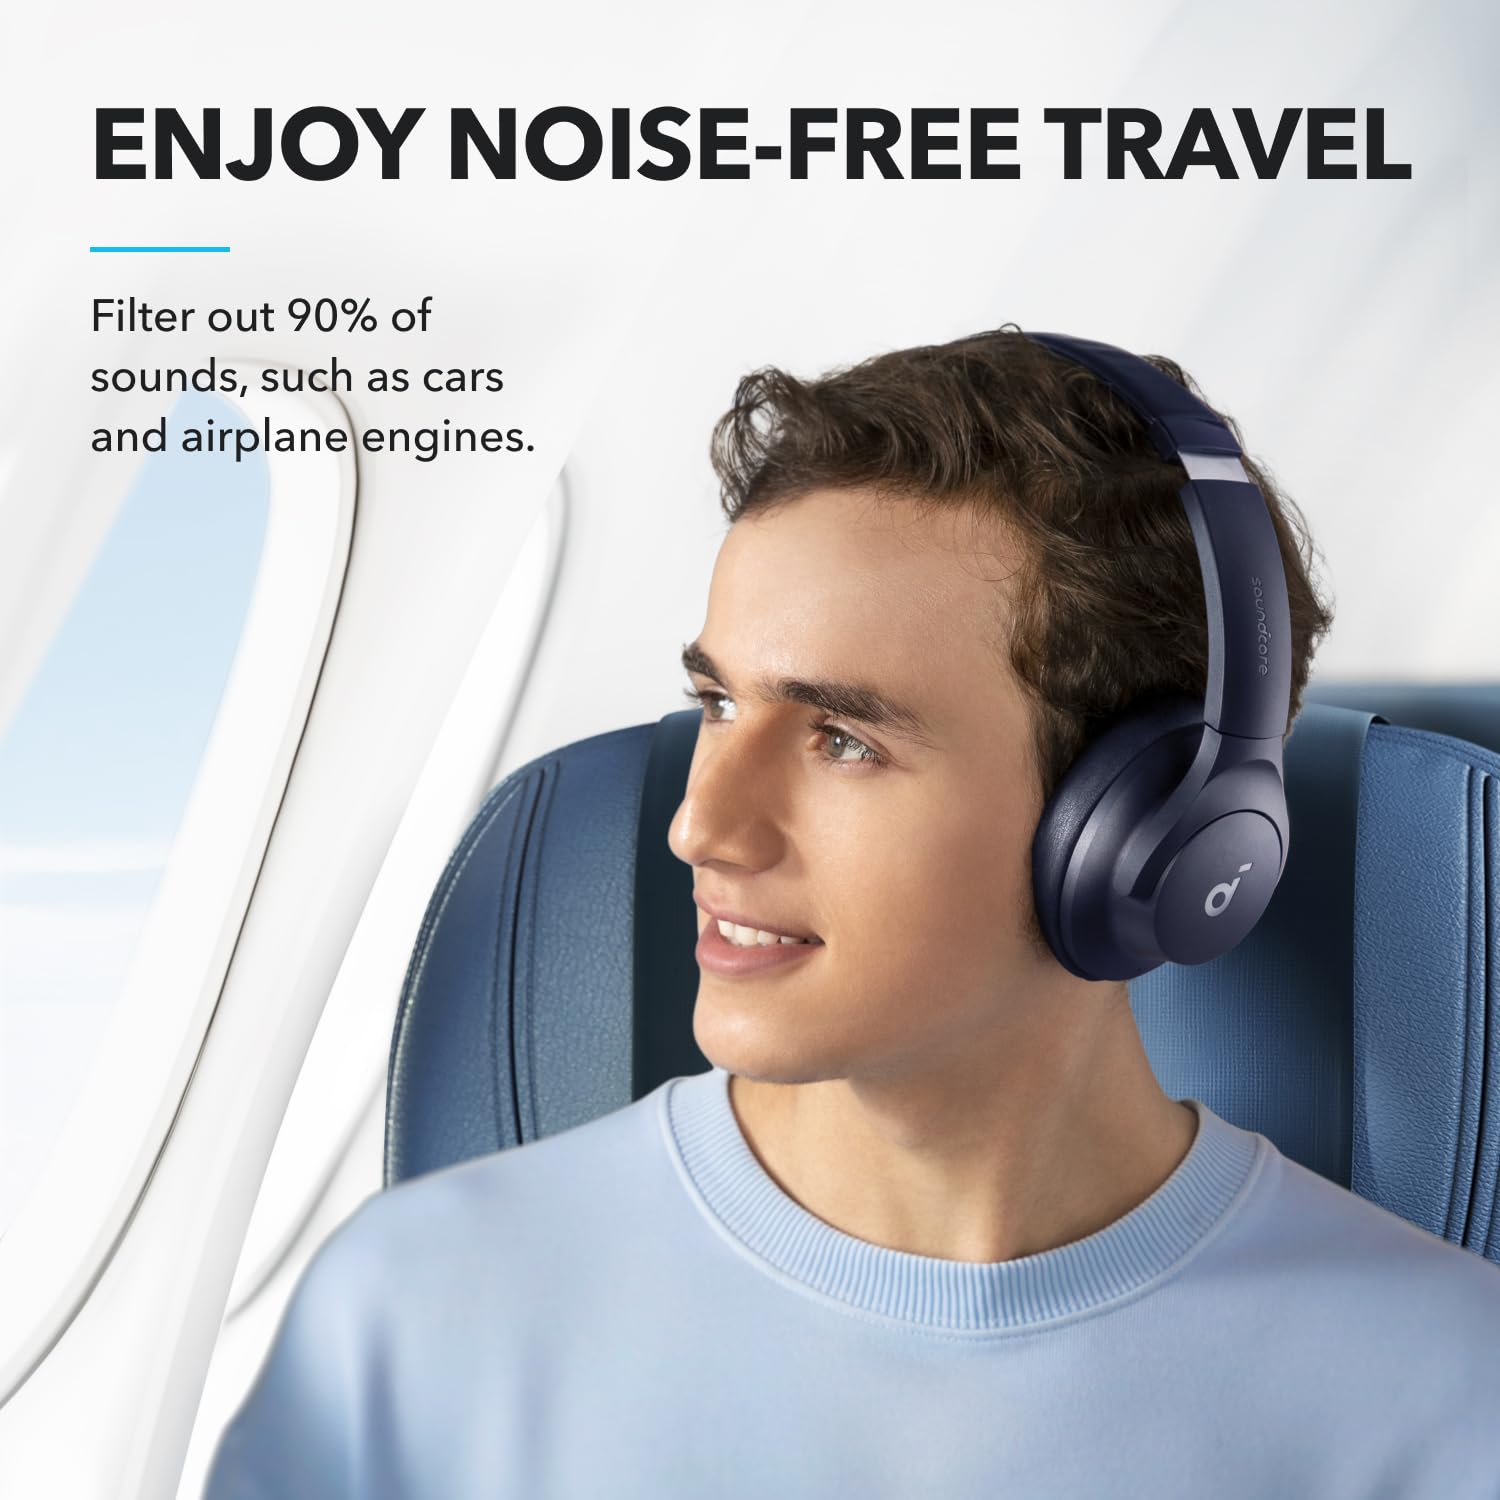 ENJOY NOISE-FREE TRAVEL
Filter out 90% of
sounds, such as cars
and airplane engines.
soundcore